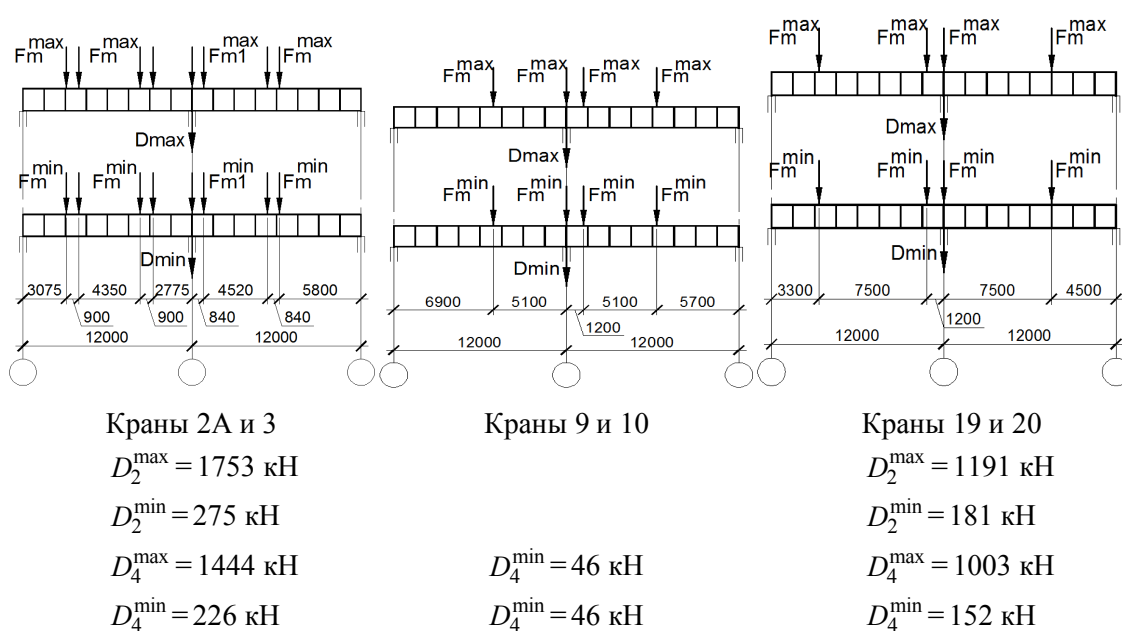 Fm max Fm max Fm1 max Fm max
Dmax
Fm min Fm min Fm1 min Fm min
Dmin
3075 4350 2775 4520 5800
900 900 840 840
12000 12000
Fm max Fm max Fm max Fm max
Dmax
Fm min Fm min Fm min Fm min
Dmin
6900 5100 5100 5700
1200
12000 12000
Fm max Fm max Fm max Fm max
Dmax
Fm min Fm min Fm min Fm min
Dmin
3300 7500 7500 4500
1200
12000 12000
Краны 2А и 3 Краны 9 и 10 Краны 19 и 20
D₂ᵐᵃˣ = 1753 кН D₂ᵐᵃˣ = 1191 кН
D₂ᵐⁱⁿ = 275 кН D₂ᵐⁱⁿ = 181 кН
D₄ᵐᵃˣ = 1444 кН D₄ᵐⁱⁿ = 46 кН D₄ᵐᵃˣ = 1003 кН
D₄ᵐⁱⁿ = 226 кН D₄ᵐⁱⁿ = 46 кН D₄ᵐⁱⁿ = 152 кН